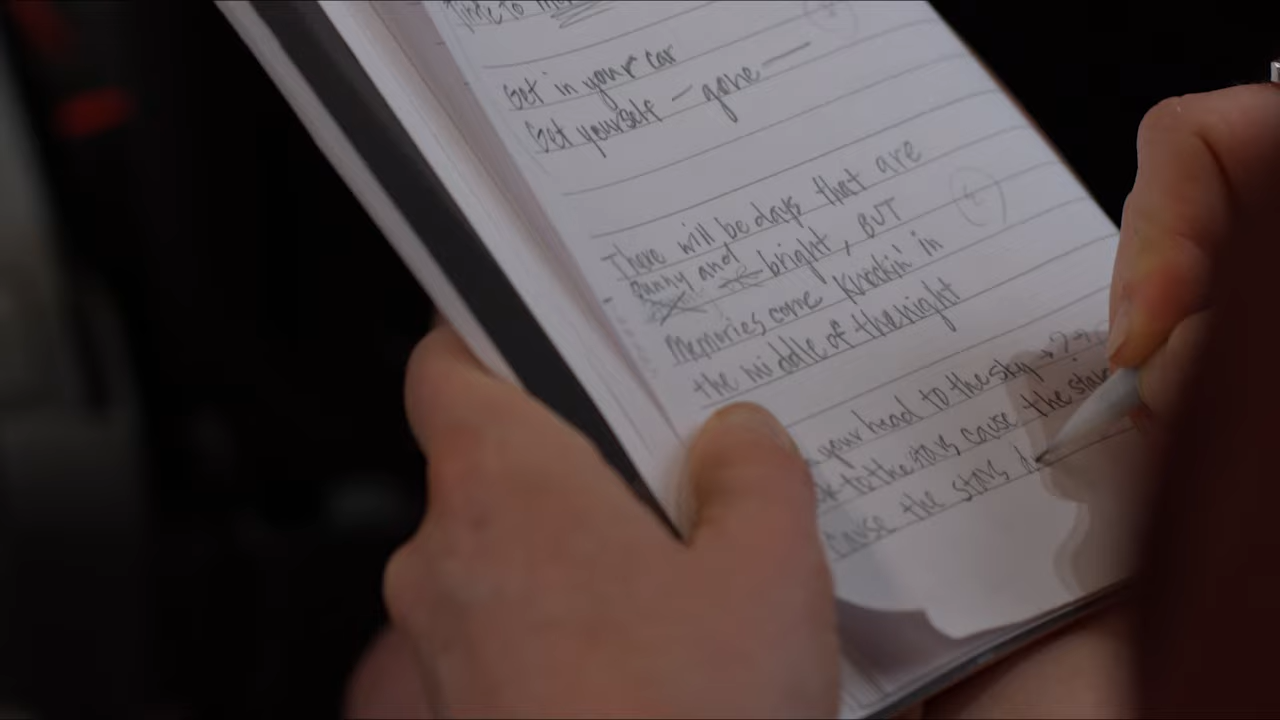 Time to
Get in your car
Get yourself — gone —
There will be days that are
sunny and bright, BUT
Memories come knockin' in
the middle of the night
your head to the sky → ? →
to the stars cause the stars
cause the stars